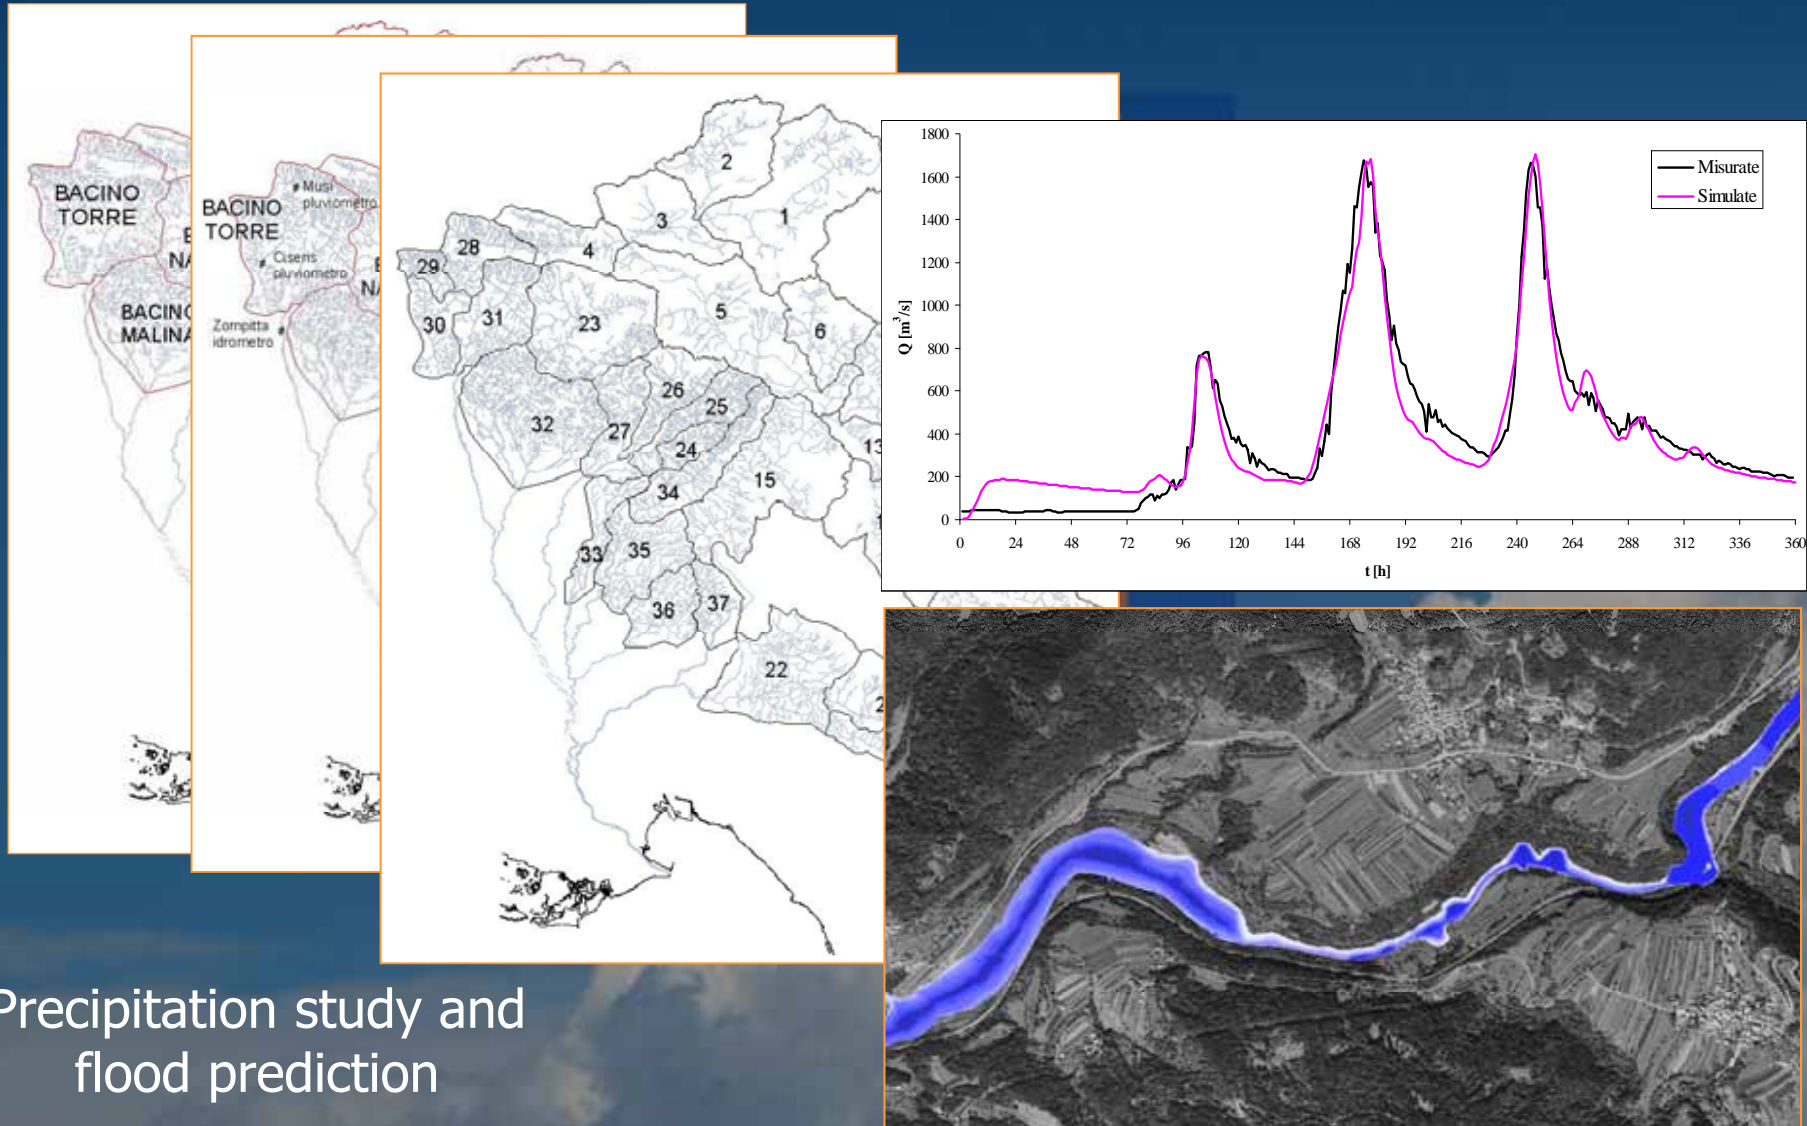 BACINO
TORRE
BACINO
MALINA
BACINO
TORRE
Musi
pluviometro
Ciseris
pluviometro
Zompitta
idrometro
2
1
3
4
28
29
5
6
30
31
23
26
25
32
27
24
13
15
34
33
35
36
37
22
1800
1600
1400
1200
1000
800
600
400
200
0
Q [m³/s]
0 24 48 72 96 120 144 168 192 216 240 264 288 312 336 360
t [h]
Misurate
Simulate
Precipitation study and
flood prediction